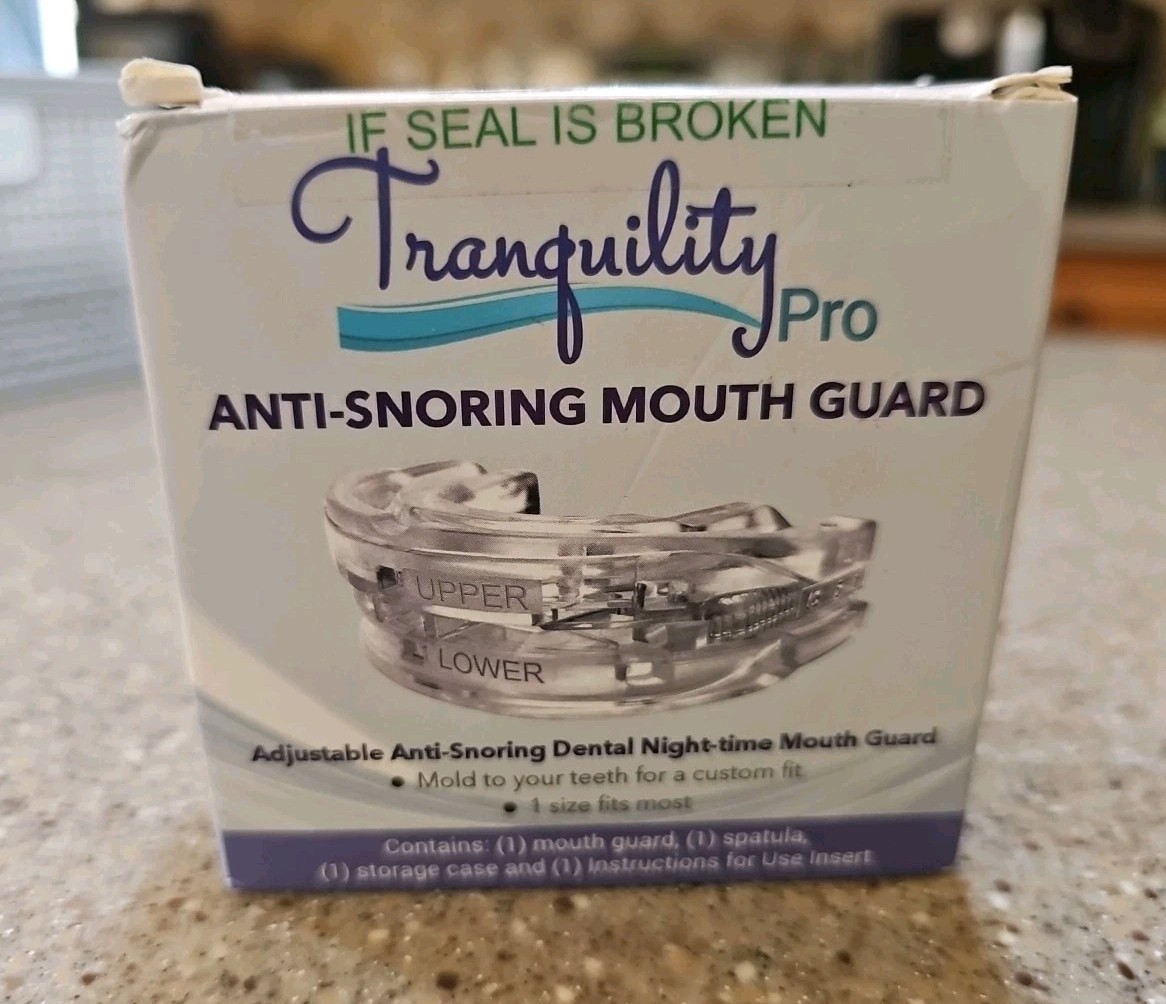 IF SEAL IS BROKEN
Tranquility
Pro
ANTI-SNORING MOUTH GUARD
UPPER
LOWER
Adjustable Anti-Snoring Dental Night-time Mouth Guard
• Mold to your teeth for a custom fit
• 1 size fits most
Contains: (1) mouth guard, (1) spatula,
(1) storage case and (1) Instructions for Use Insert